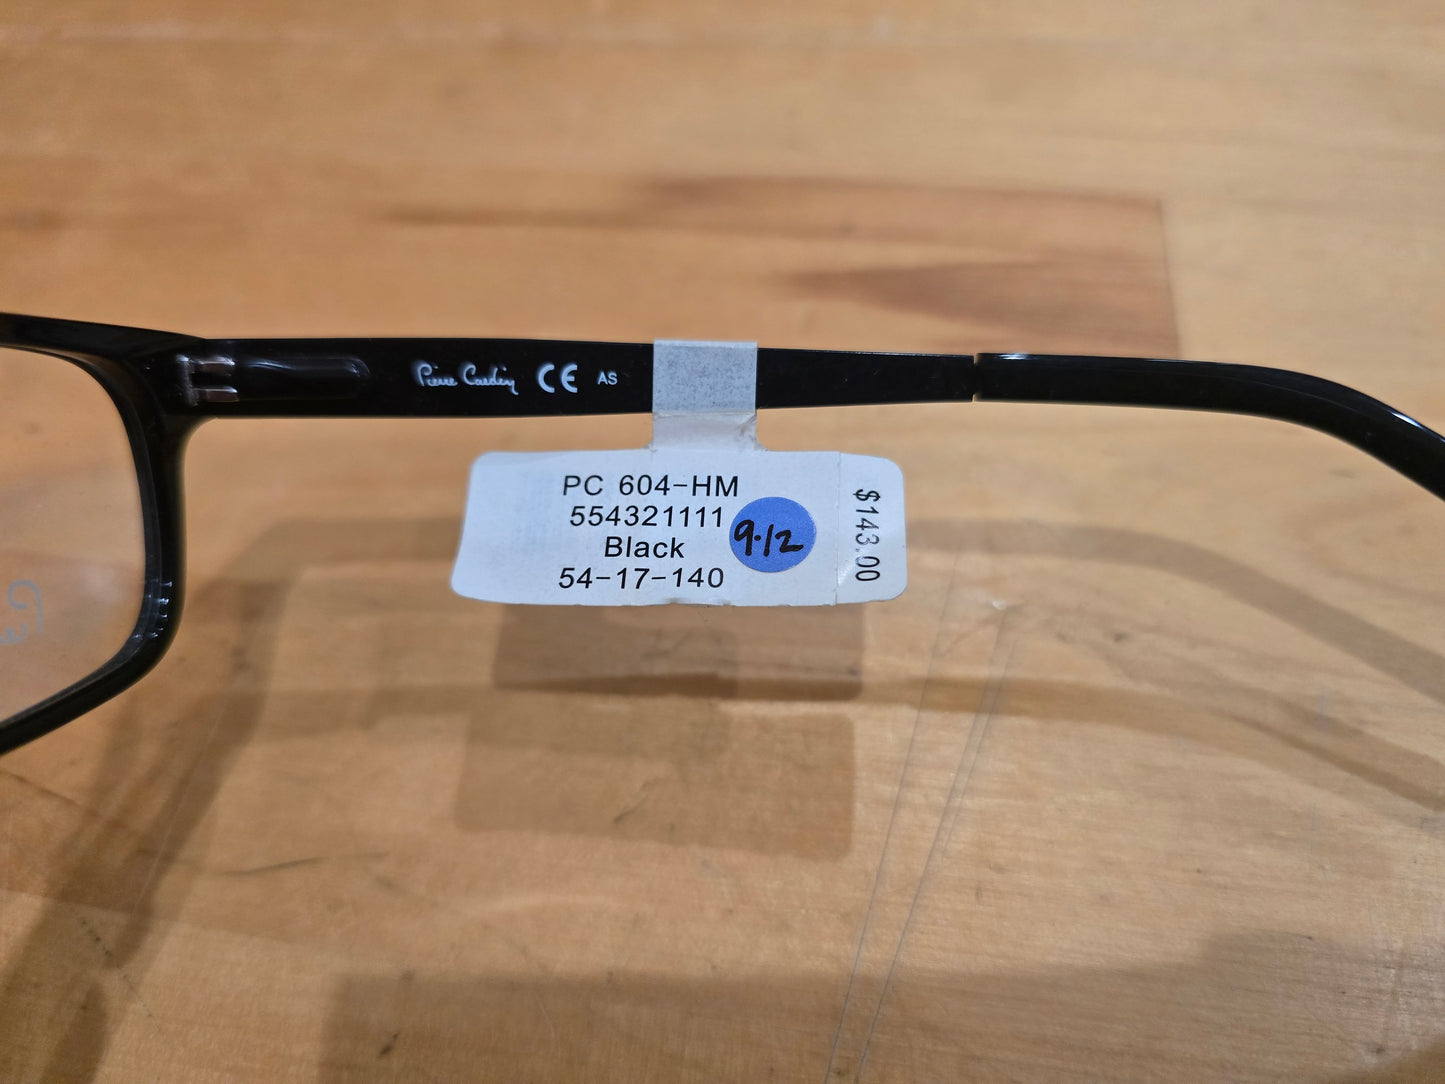 Pierre Cardin CE AS
PC 604-HM
554321111
Black
54-17-140
9.12
$143.00